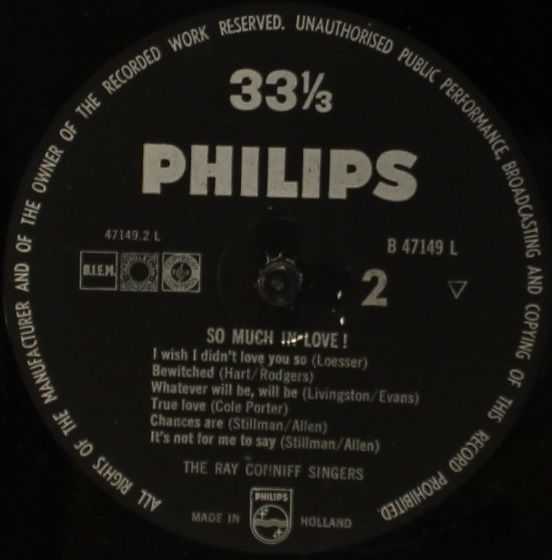 ALL RIGHTS OF THE MANUFACTURER AND OF THE OWNER OF THE RECORDED WORK RESERVED. UNAUTHORISED PUBLIC PERFORMANCE, BROADCASTING AND COPYING OF THIS RECORD PROHIBITED
33⅓
PHILIPS
47149.2 L
B 47149 L
B.I.E.M.
2
SO MUCH IN LOVE!
I wish I didn't love you so (Loesser)
Bewitched (Hart/Rodgers)
Whatever will be, will be (Livingston/Evans)
True love (Cole Porter)
Chances are (Stillman/Allen)
It's not for me to say (Stillman/Allen)
THE RAY CONNIFF SINGERS
PHILIPS
MADE IN HOLLAND